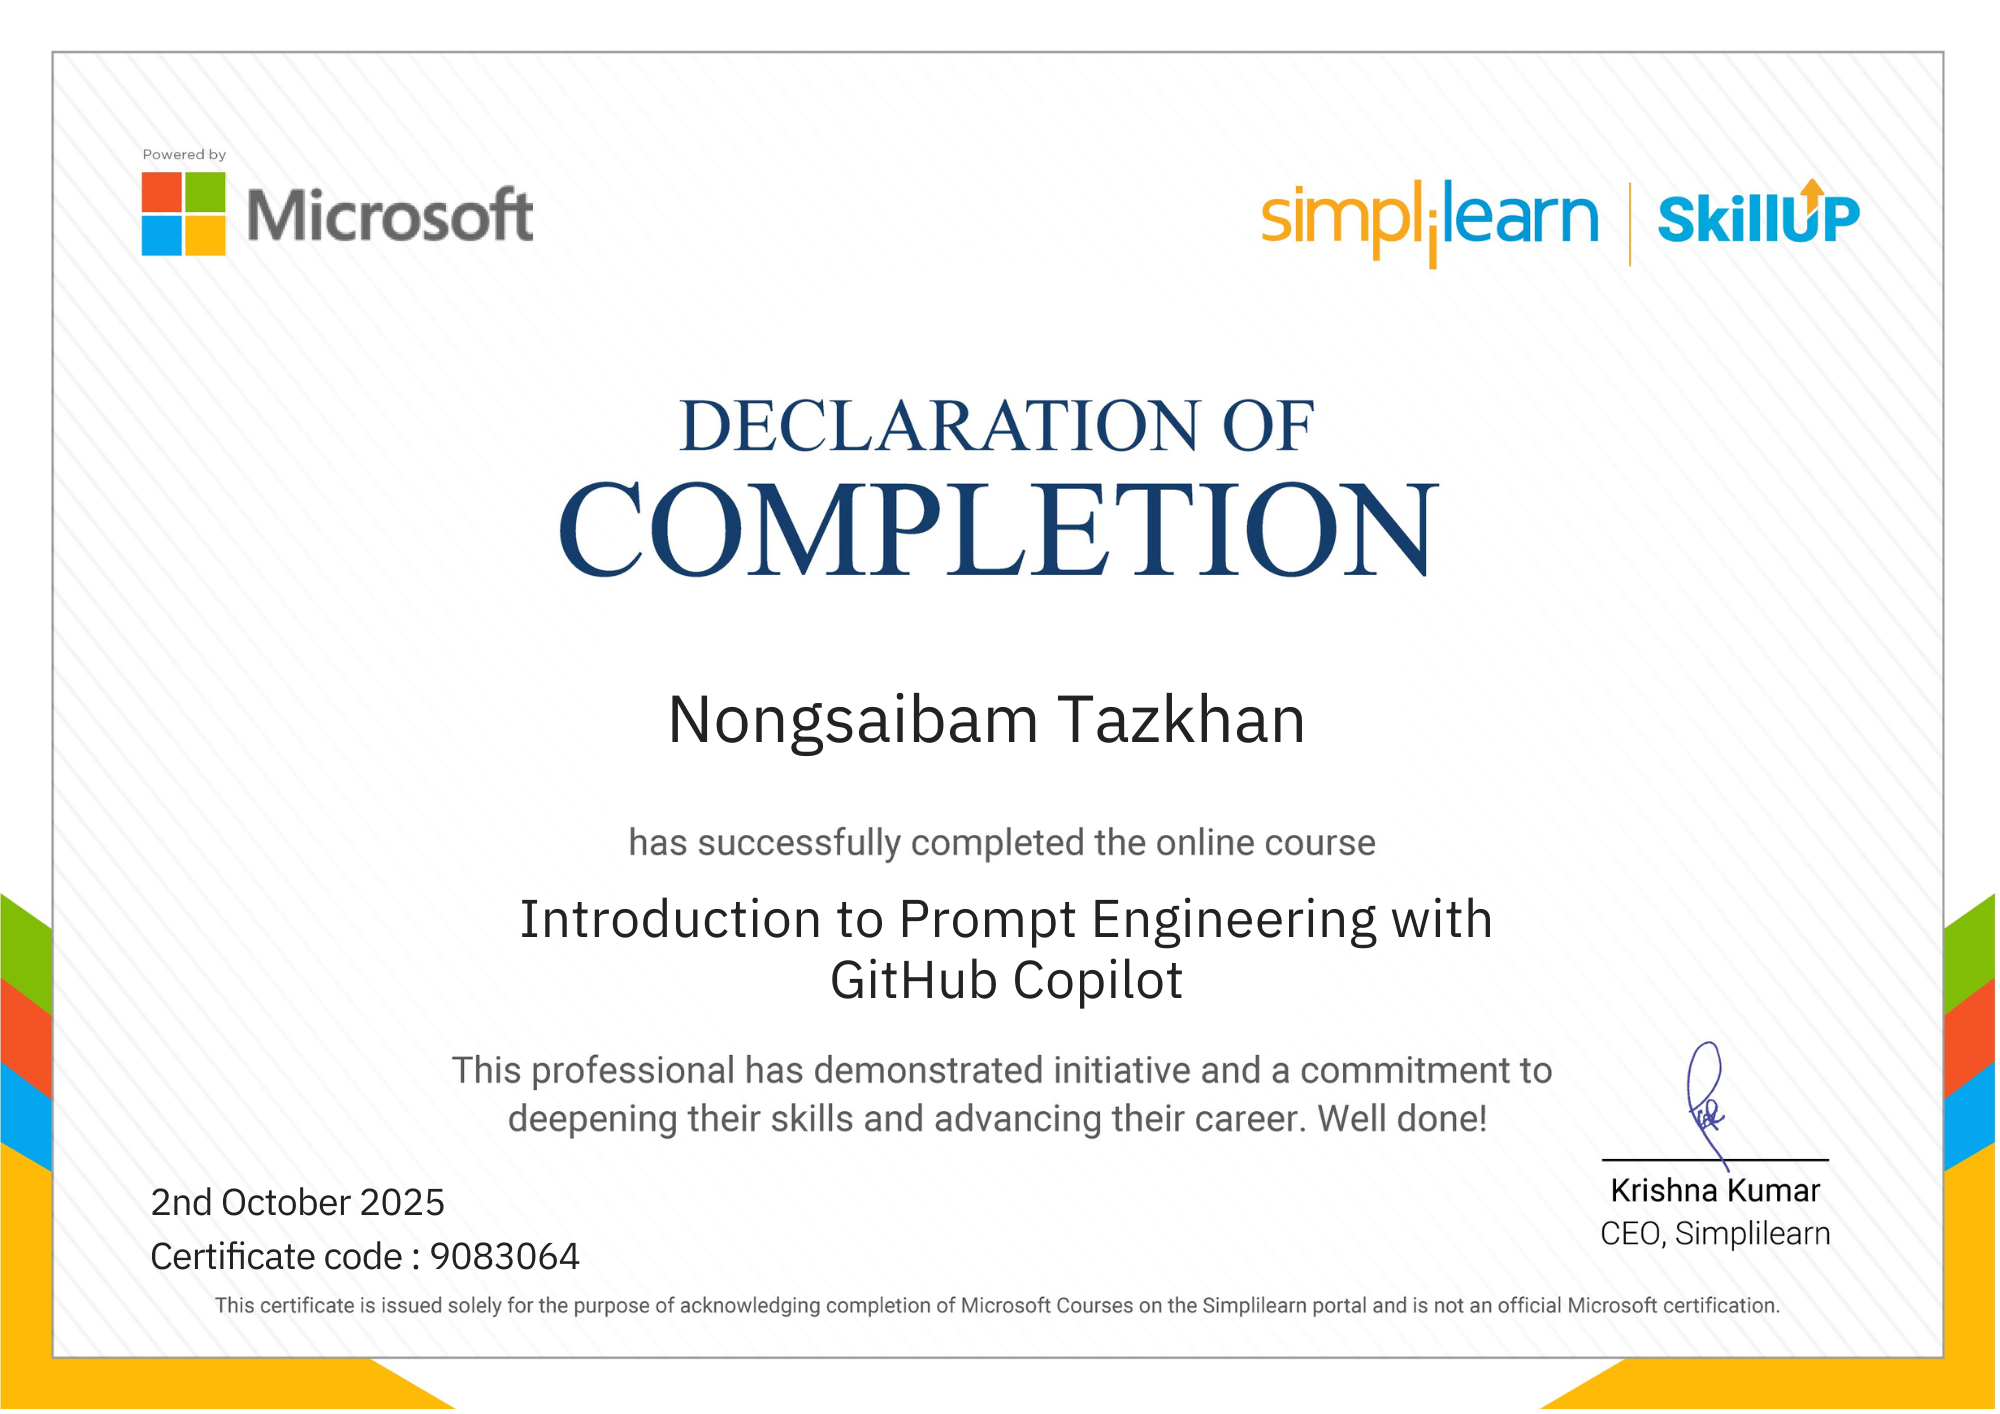 Powered by
Microsoft
simplilearn | SkillUP
DECLARATION OF
COMPLETION
Nongsaibam Tazkhan
has successfully completed the online course
Introduction to Prompt Engineering with
GitHub Copilot
This professional has demonstrated initiative and a commitment to
deepening their skills and advancing their career. Well done!
2nd October 2025
Certificate code : 9083064
Krishna Kumar
CEO, Simplilearn
This certificate is issued solely for the purpose of acknowledging completion of Microsoft Courses on the Simplilearn portal and is not an official Microsoft certification.